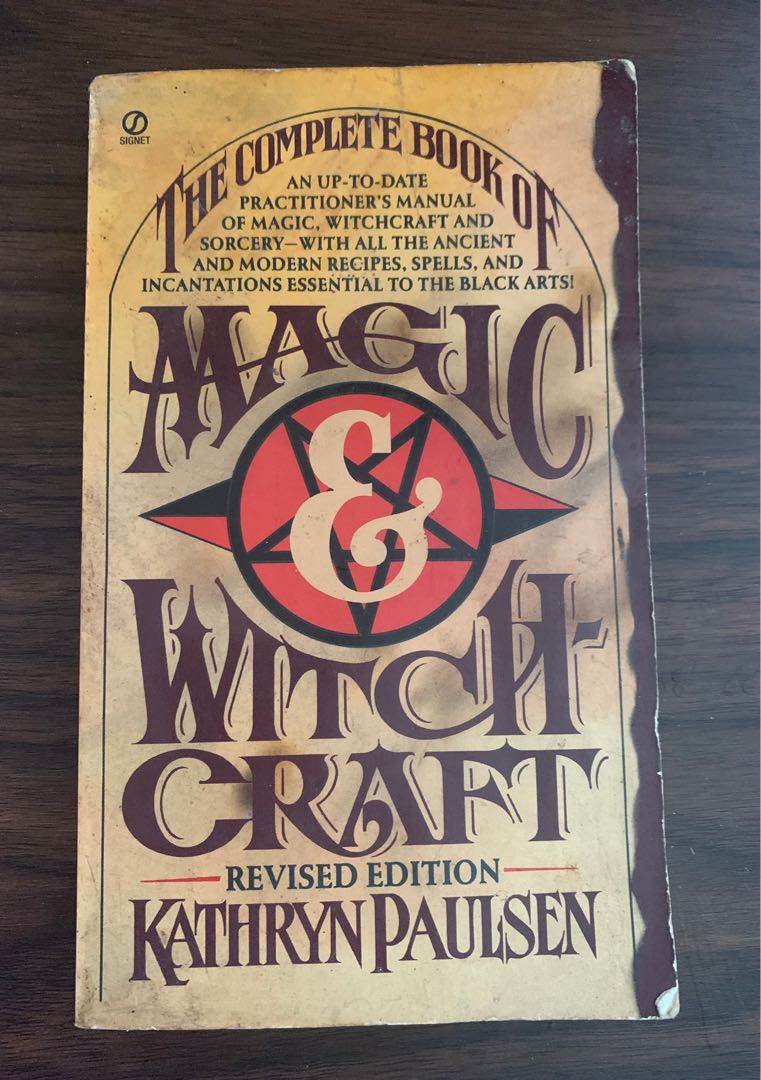 SIGNET
THE COMPLETE BOOK OF
AN UP-TO-DATE
PRACTITIONER'S MANUAL
OF MAGIC, WITCHCRAFT AND
SORCERY—WITH ALL THE ANCIENT
AND MODERN RECIPES, SPELLS, AND
INCANTATIONS ESSENTIAL TO THE BLACK ARTS!
MAGIC
&
WITCH-
CRAFT
REVISED EDITION
KATHRYN PAULSEN